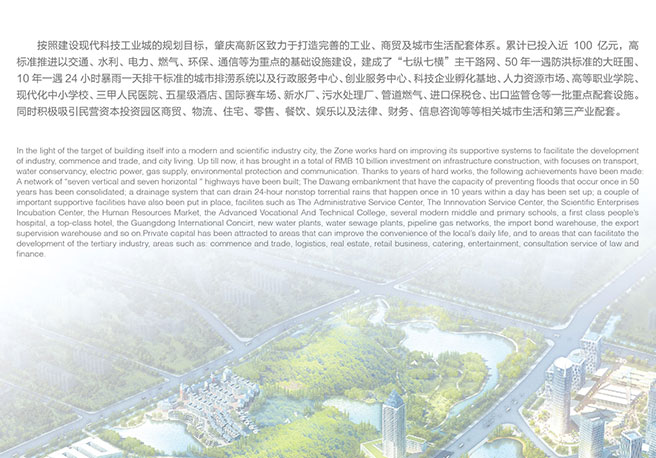 按照建设现代科技工业城的规划目标，肇庆高新区致力于打造完善的工业、商贸及城市生活配套体系。累计已投入近 100 亿元，高
标准推进以交通、水利、电力、燃气、环保、通信等为重点的基础设施建设，建成了“七纵七横”主干路网、50 年一遇防洪标准的大旺围、
10 年一遇 24 小时暴雨一天排干标准的城市排涝系统以及行政服务中心、创业服务中心、科技企业孵化基地、人力资源市场、高等职业学院、
现代化中小学校、三甲人民医院、五星级酒店、国际赛车场、新水厂、污水处理厂、管道燃气、进口保税仓、出口监管仓等一批重点配套设施。
同时积极吸引民营资本投资园区商贸、物流、住宅、零售、餐饮、娱乐以及法律、财务、信息咨询等等相关城市生活和第三产业配套。
In the light of the target of building itself into a modern and scientific industry city, the Zone works hard on improving its supportive systems to facilitate the development
of industry, commerce and trade, and city living. Up till now, it has brought in a total of RMB 10 billion investment on infrastructure construction, with focuses on transport,
water conservancy, electric power, gas supply, environmental protection and communication. Thanks to years of hard works, the following achievements have been made:
A network of “seven vertical and seven horizontal ” highways have been built; The Dawang embankment that have the capacity of preventing floods that occur once in 50
years has been consolidated; a drainage system that can drain 24-hour nonstop torrential rains that happen once in 10 years within a day has been set up; a couple of
important supportive facilities have also been put in place, facilites such as The Administrative Service Center, The Innnovation Service Center, the Scientific Enterprises
Incubation Center, the Human Resources Market, the Advanced Vocational And Technical College, several modern middle and primary schools, a first class people's
hospital, a top-class hotel, the Guangdong International Concirt, new water plants, water sewage plants, pipeline gas networks, the import bond warehouse, the export
supervision warehouse and so on.Private capital has been attracted to areas that can improve the convenience of the local's daily life, and to areas that can facilitate the
development of the tertiary industry, areas such as: commerce and trade, logistics, real estate, retail business, catering, entertainment, consultation service of law and
finance.